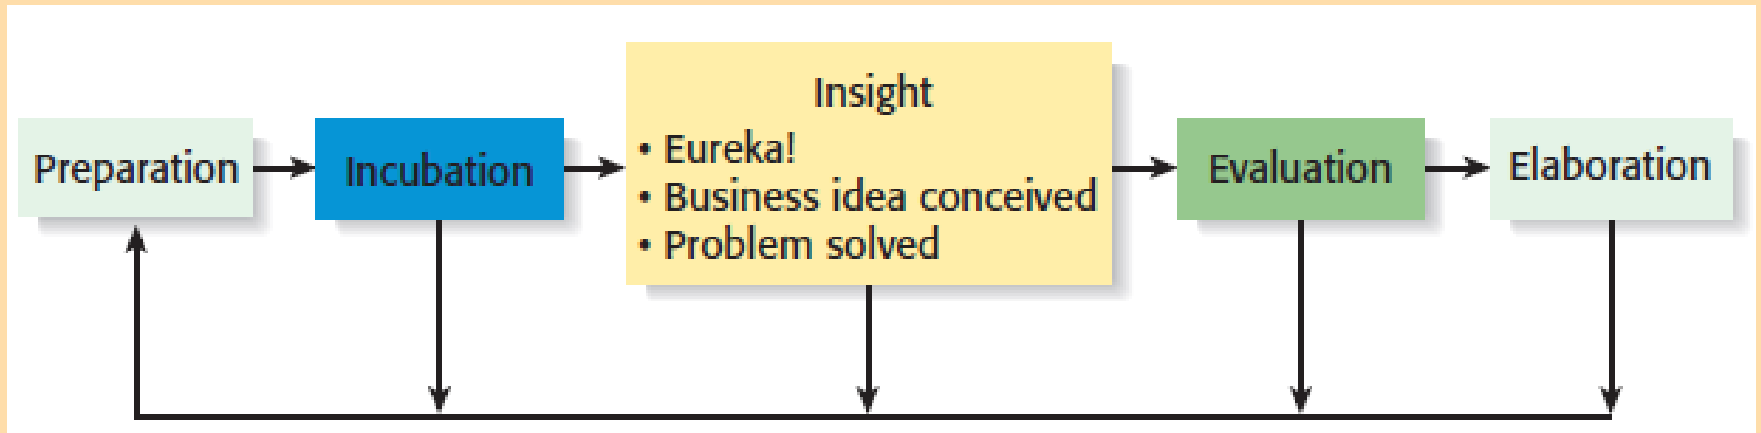 Preparation
Incubation
Insight
• Eureka!
• Business idea conceived
• Problem solved
Evaluation
Elaboration